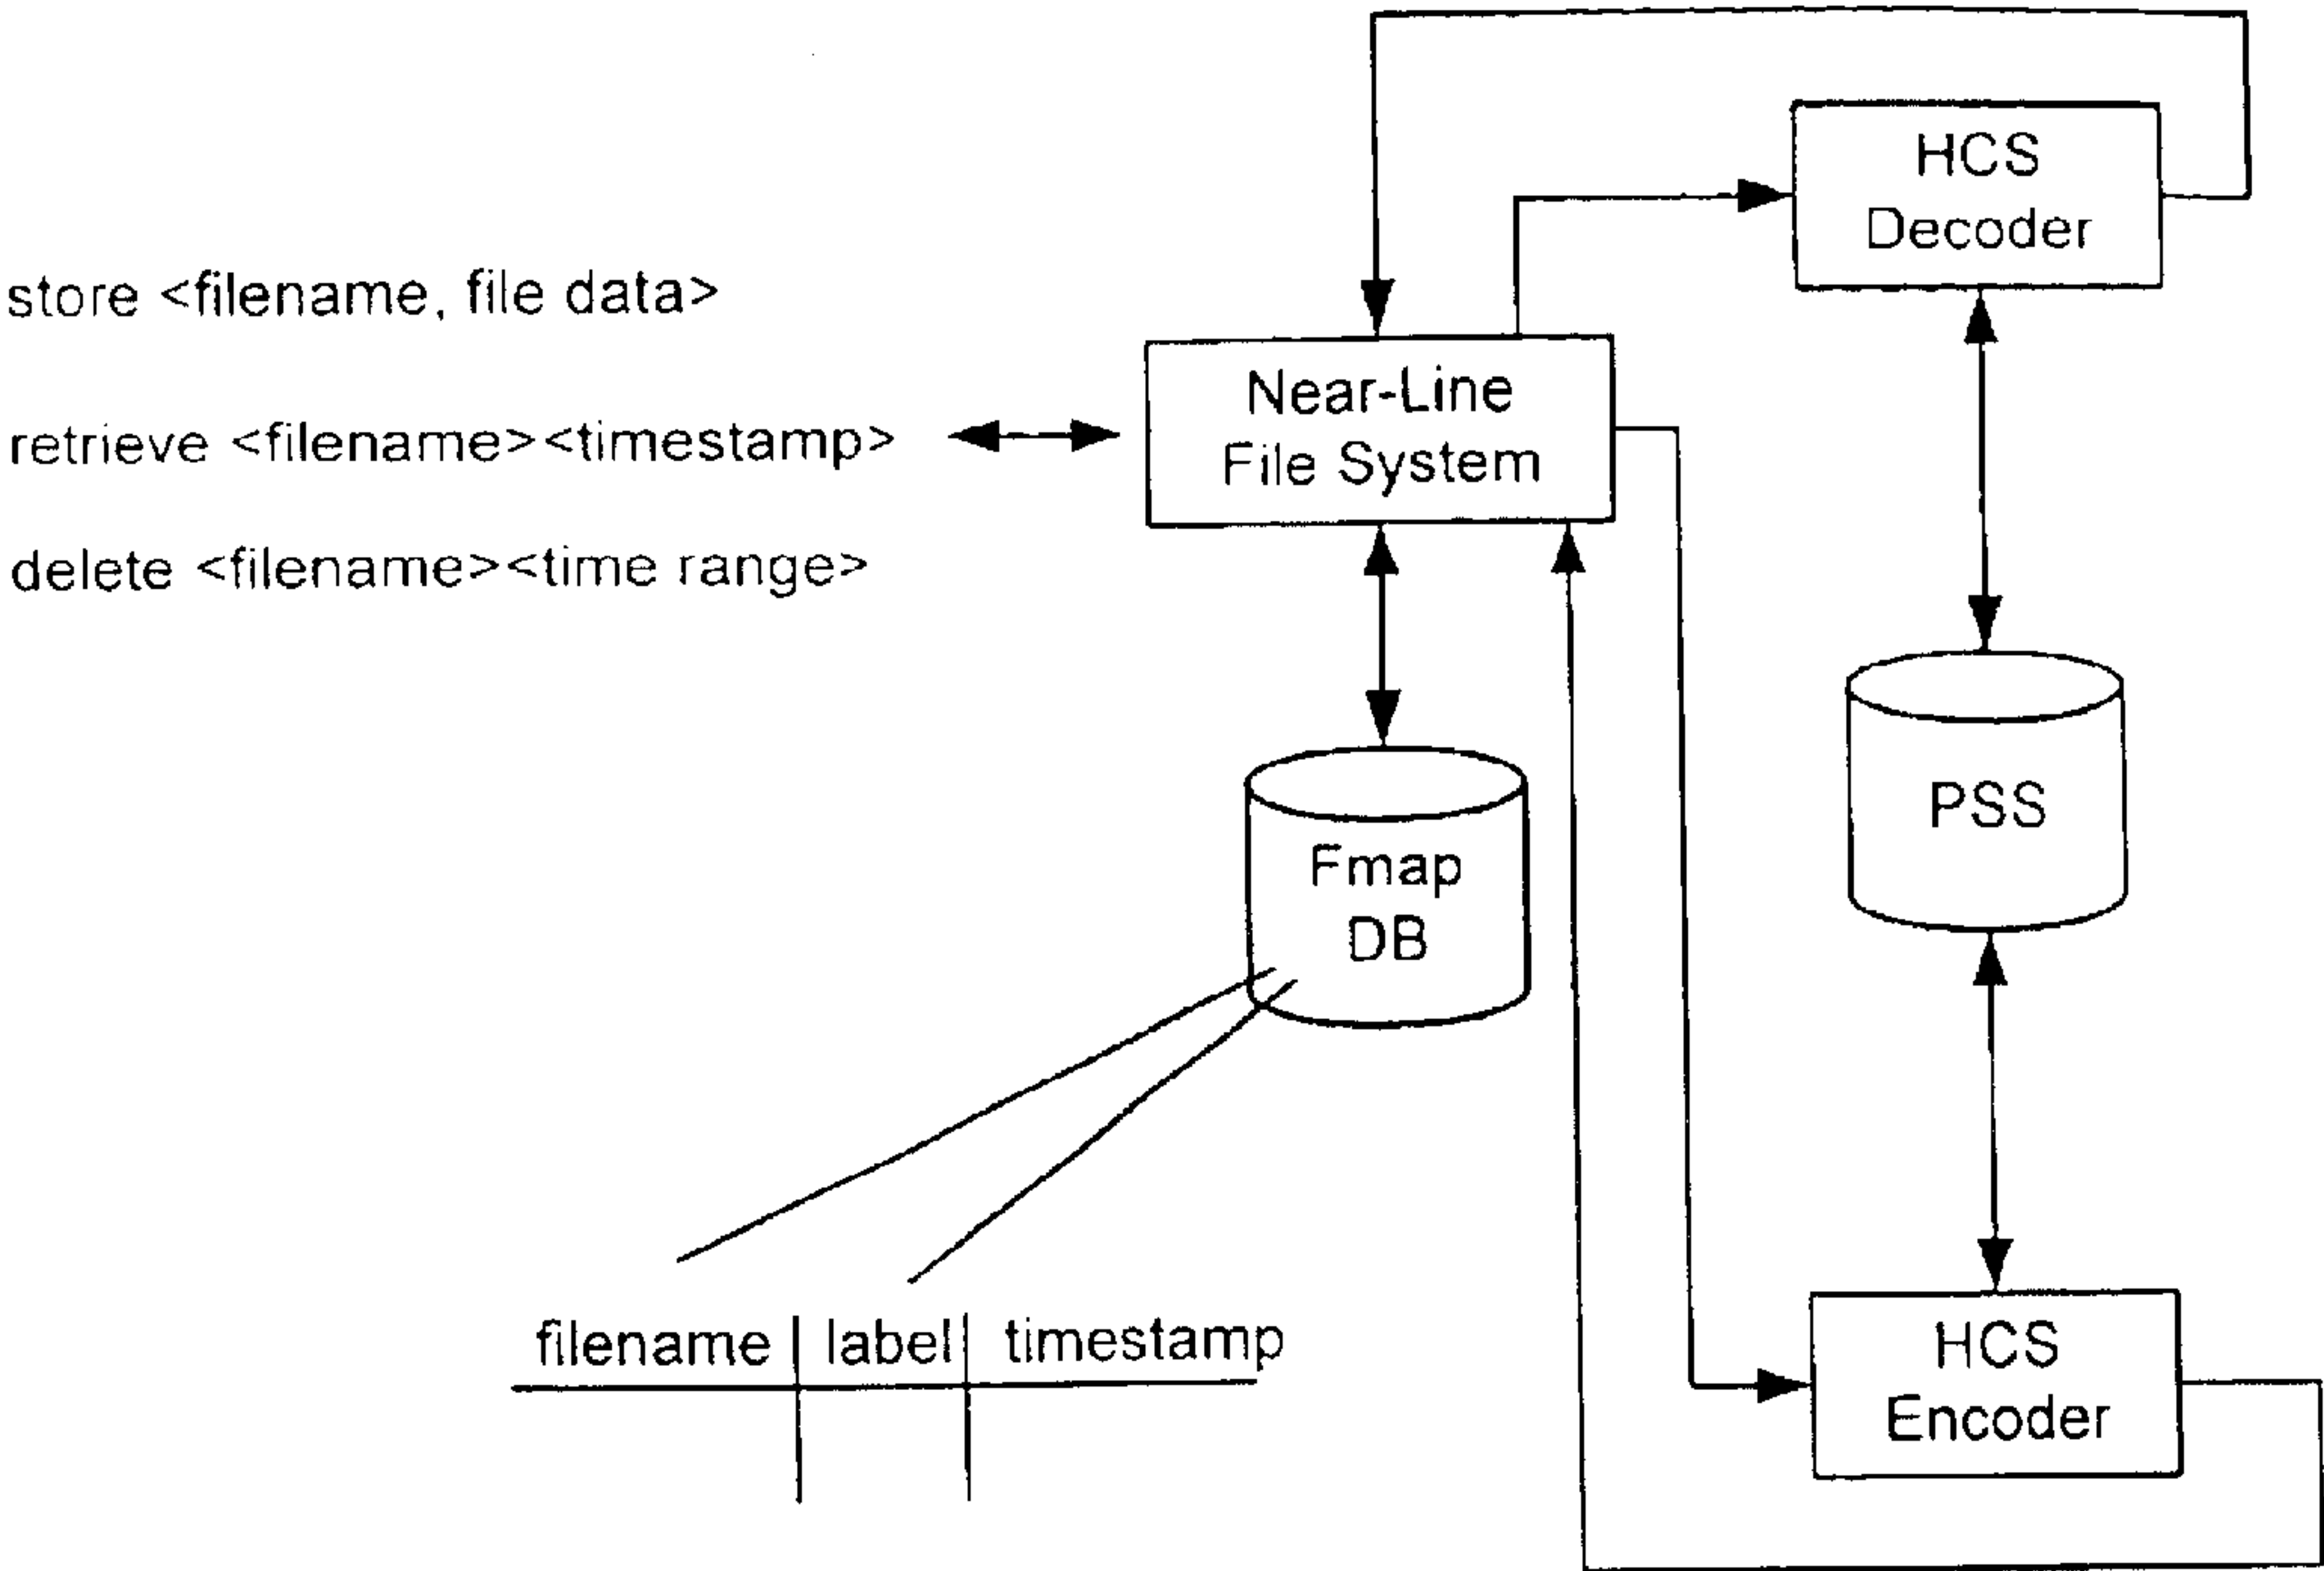 HCS
Decoder
store <filename, file data>
Near-Line
File System
retrieve <filename><timestamp>
delete <filename><time range>
PSS
Fmap
DB
filename label timestamp
HCS
Encoder